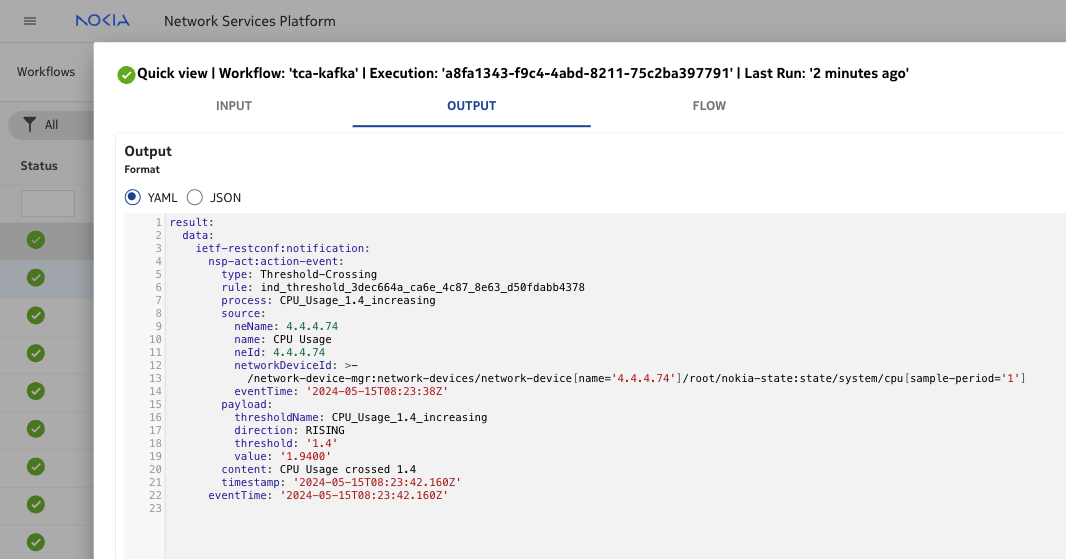 NOKIA Network Services Platform
Workflows
All
Status
Quick view | Workflow: 'tca-kafka' | Execution: 'a8fa1343-f9c4-4abd-8211-75c2ba397791' | Last Run: '2 minutes ago'
INPUT OUTPUT FLOW
Output
Format
YAML JSON
1 result:
2 data:
3 ietf-restconf:notification:
4 nsp-act:action-event:
5 type: Threshold-Crossing
6 rule: ind_threshold_3dec664a_ca6e_4c87_8e63_d50fdabb4378
7 process: CPU_Usage_1.4_increasing
8 source:
9 neName: 4.4.4.74
10 name: CPU Usage
11 neId: 4.4.4.74
12 networkDeviceId: >-
13 /network-device-mgr:network-devices/network-device[name='4.4.4.74']/root/nokia-state:state/system/cpu[sample-period='1']
14 eventTime: '2024-05-15T08:23:38Z'
15 payload:
16 thresholdName: CPU_Usage_1.4_increasing
17 direction: RISING
18 threshold: '1.4'
19 value: '1.9400'
20 content: CPU Usage crossed 1.4
21 timestamp: '2024-05-15T08:23:42.160Z'
22 eventTime: '2024-05-15T08:23:42.160Z'
23